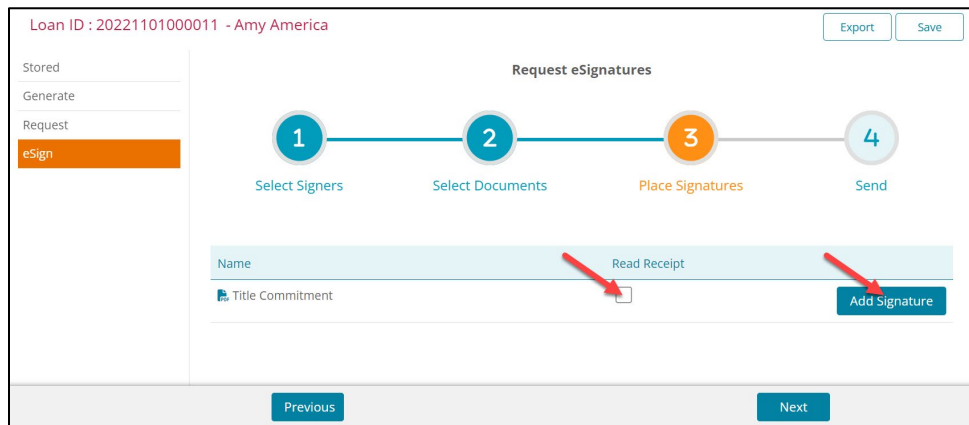 Loan ID : 20221101000011 - Amy America
Export
Save
Stored
Generate
Request
eSign
Request eSignatures
1
2
3
4
Select Signers
Select Documents
Place Signatures
Send
Name
Read Receipt
Title Commitment
Add Signature
Previous
Next